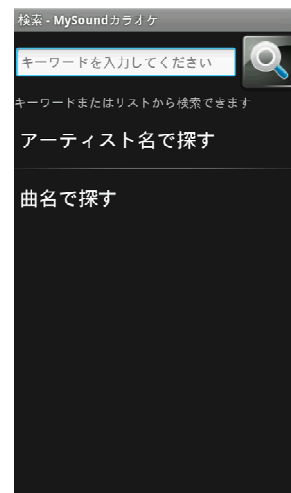 検索 - MySoundカラオケ
キーワードを入力してください
キーワードまたはリストから検索できます
アーティスト名で探す
曲名で探す